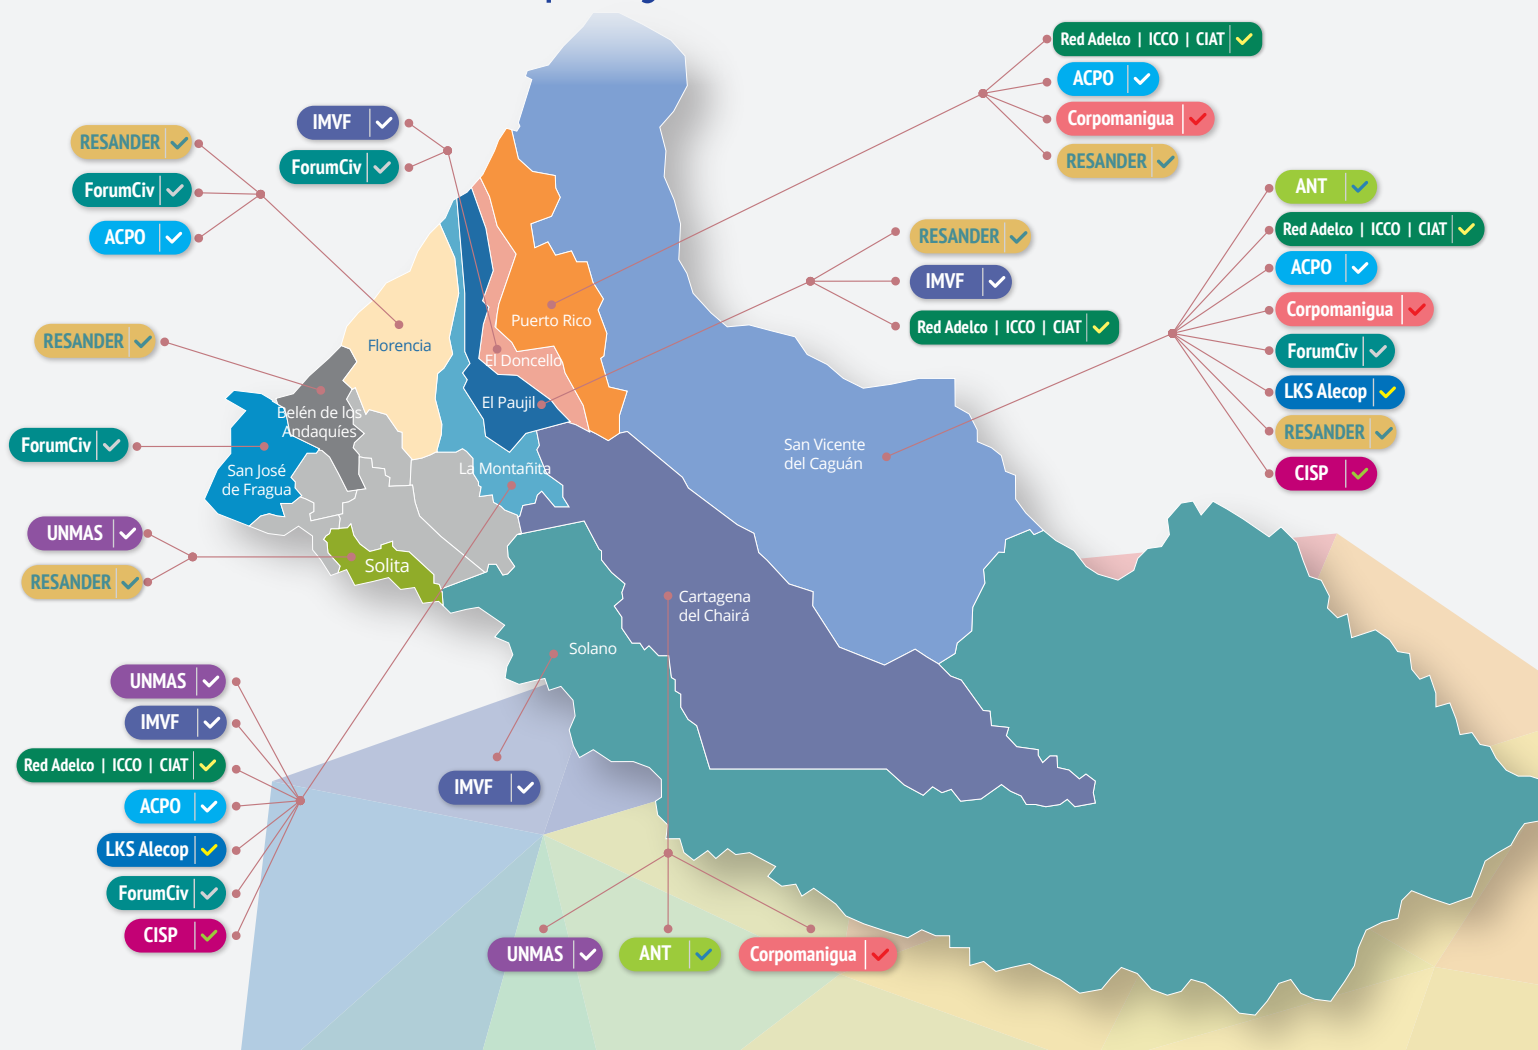 Red Adelco | ICCO | CIAT
ACPO
Corpomanigua
RESANDER
IMVF
ForumCiv
RESANDER
ForumCiv
ACPO
ANT
Red Adelco | ICCO | CIAT
ACPO
Corpomanigua
ForumCiv
LKS Alecop
RESANDER
CISP
RESANDER
IMVF
Red Adelco | ICCO | CIAT
Puerto Rico
Florencia
El Doncello
El Paujil
RESANDER
Belén de los
Andaquíes
ForumCiv
San José
de Fragua
La Montañita
San Vicente
del Caguán
UNMAS
RESANDER
Solita
Cartagena
del Chairá
Solano
UNMAS
IMVF
Red Adelco | ICCO | CIAT
ACPO
LKS Alecop
ForumCiv
CISP
IMVF
UNMAS
ANT
Corpomanigua